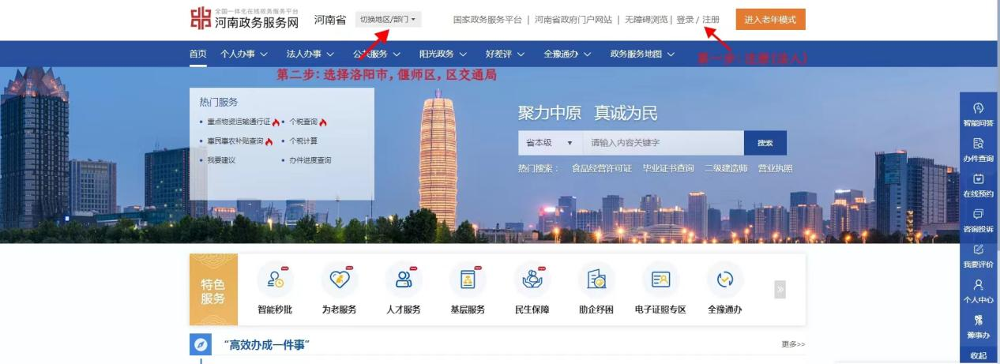 全国一体化在线政务服务平台
河南政务服务网
河南省
切换地区/部门
国家政务服务平台 | 河南省政府门户网站 | 无障碍浏览 | 登录 / 注册
进入老年模式
首页 个人办事 法人办事 公共服务 阳光政务 好差评 全豫通办 政务服务地图
第一步：注册(法人)
第二步：选择洛阳市，偃师区，区交通局
热门服务
重点物资运输通行证 个税查询
惠民惠农补贴查询 个税计算
我要建议 办件进度查询
聚力中原 真诚为民
省本级 请输入内容关键字 搜索
热门搜索： 食品经营许可证 毕业证书查询 二级建造师 营业执照
智能问答
办件查询
在线预约
咨询投诉
我要评价
个人中心
豫事办
收起
特色
服务
智能秒批 为老服务 人才服务 基层服务 民生保障 助企纾困 电子证照专区 全豫通办
»
“高效办成一件事”
更多>>